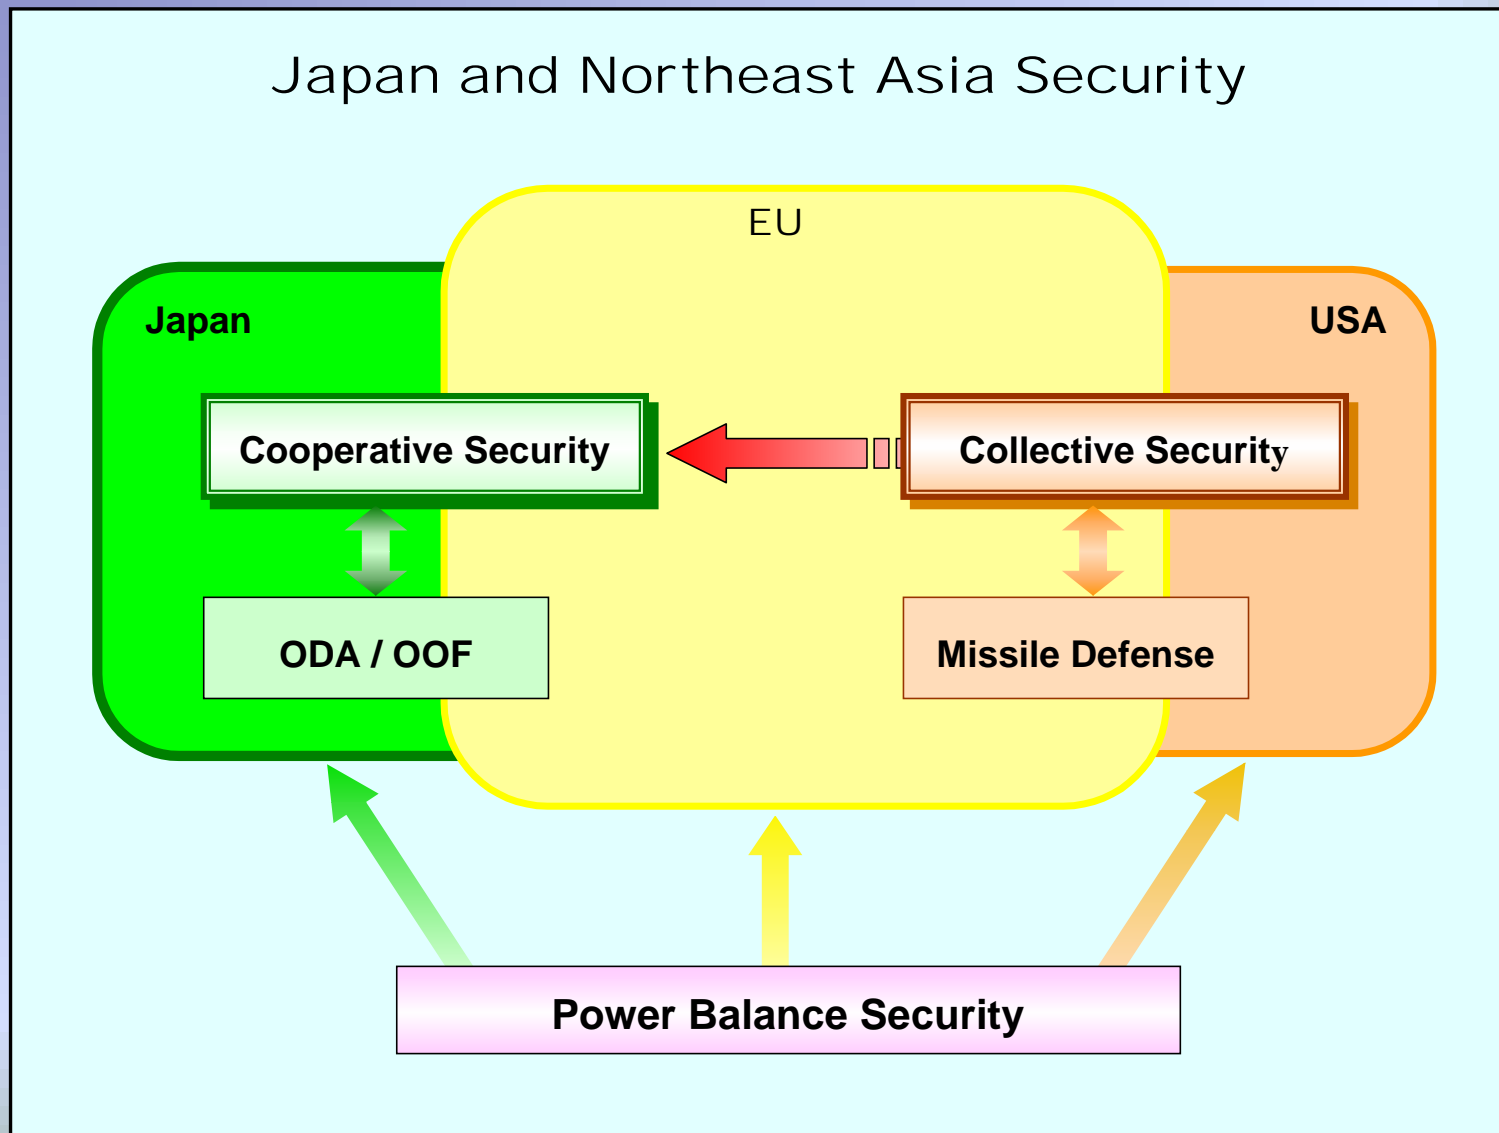 Japan and Northeast Asia Security
EU
Japan
USA
Cooperative Security
Collective Security
ODA / OOF
Missile Defense
Power Balance Security